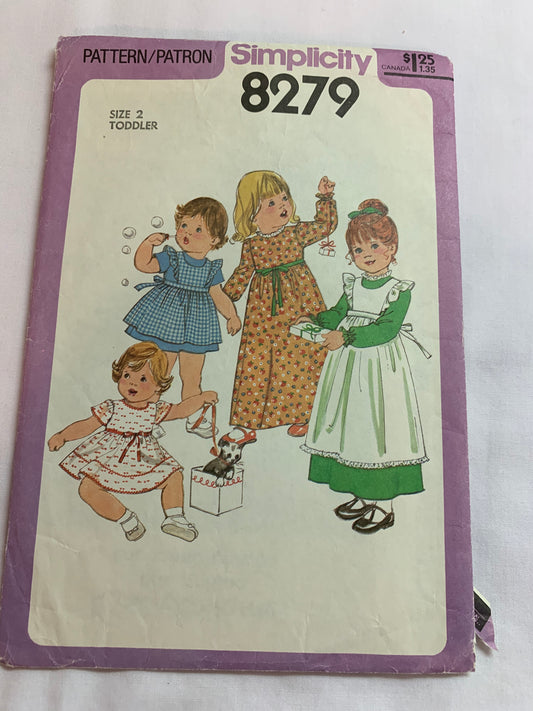 PATTERN/PATRON
Simplicity
$1.25
CANADA 1.35
8279
SIZE 2
TODDLER